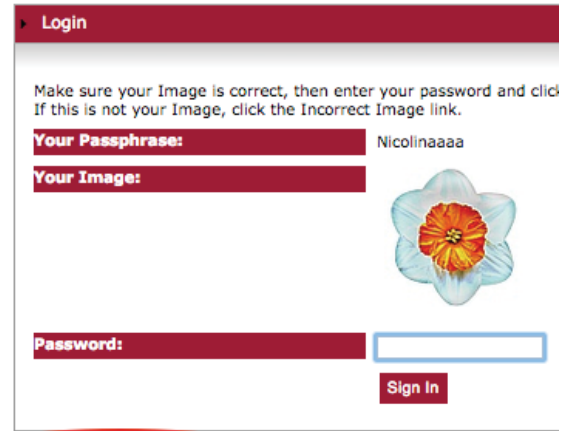 Login
Make sure your Image is correct, then enter your password and clic
If this is not your Image, click the Incorrect Image link.
Your Passphrase: Nicolinaaaa
Your Image:
Password:
Sign In